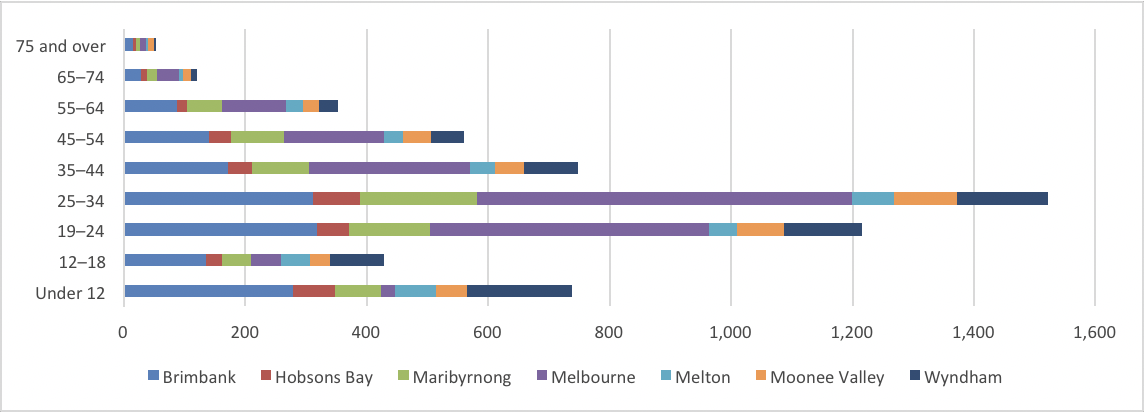 75 and over
65–74
55–64
45–54
35–44
25–34
19–24
12–18
Under 12
0 200 400 600 800 1,000 1,200 1,400 1,600
Brimbank Hobsons Bay Maribyrnong Melbourne Melton Moonee Valley Wyndham